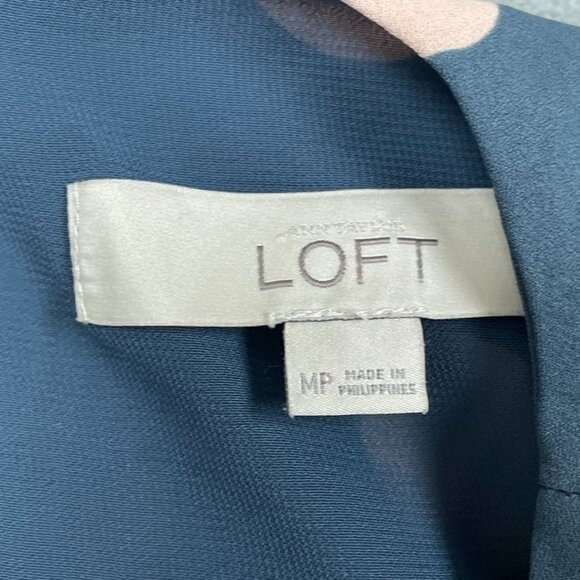 ANN TAYLOR
LOFT
MP MADE IN
PHILIPPINES